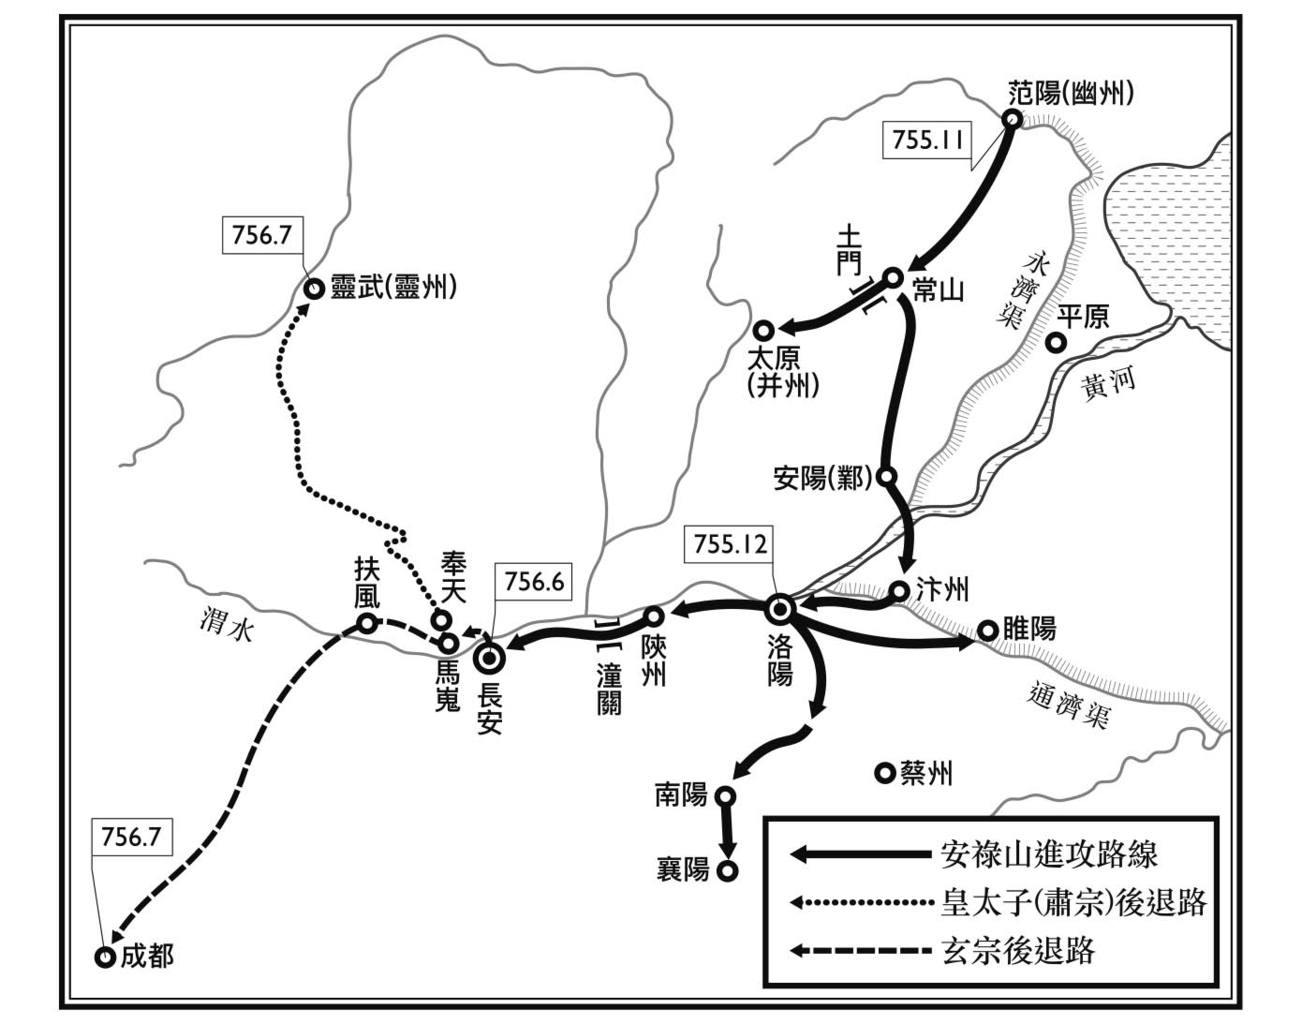 范陽(幽州)
755.11
土門
常山
永濟渠
平原
756.7
靈武(靈州)
太原
(并州)
黃河
安陽(鄴)
755.12
756.6
奉天
扶風
汴州
渭水
睢陽
洛陽
陝州
潼關
馬嵬
長安
通濟渠
蔡州
南陽
襄陽
756.7
成都
安祿山進攻路線
皇太子(肅宗)後退路
玄宗後退路